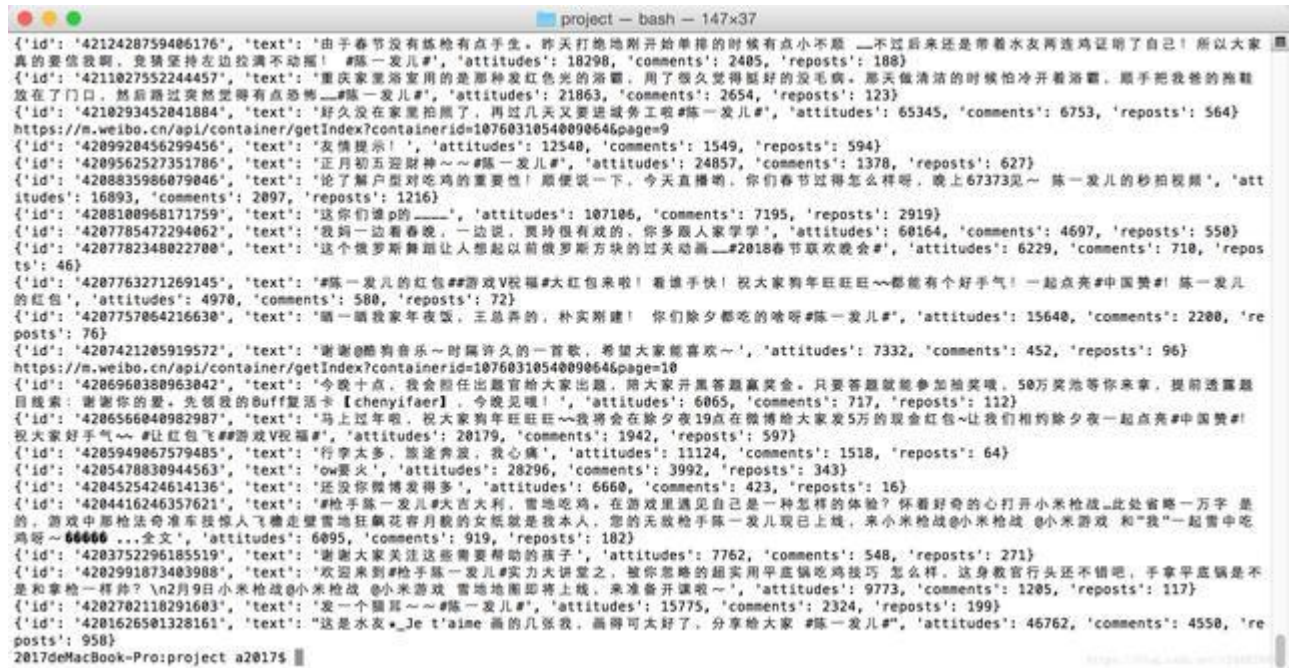 project — bash — 147×37
{'id': '4212428759406176', 'text': '由于春节没有练枪有点手生。昨天打绝地刚开始单排的时候有点小不顺 ……不过后来还是带着水友两连鸡证明了自己！所以大家
真的要信我啊，竞猜坚持左边拉满不动摇！ #陈一发儿#', 'attitudes': 18298, 'comments': 2405, 'reposts': 188}
{'id': '4211027552244457', 'text': '重庆家里浴室用的是那种发红色光的浴霸，用了很久觉得挺好的没毛病。那天做清洁的时候怕冷开着浴霸，顺手把我爸的拖鞋
放在了门口，然后路过突然觉得有点恐怖……#陈一发儿#', 'attitudes': 21863, 'comments': 2654, 'reposts': 123}
{'id': '4210293452041884', 'text': '好久没在家里拍照了，再过几天又要进城务工啦#陈一发儿#', 'attitudes': 65345, 'comments': 6753, 'reposts': 564}
https://m.weibo.cn/api/container/getIndex?containerid=1076031054009064&page=9
{'id': '4209920456299456', 'text': '友情提示！', 'attitudes': 12540, 'comments': 1549, 'reposts': 594}
{'id': '4209562527351786', 'text': '正月初五迎财神～～#陈一发儿#', 'attitudes': 24857, 'comments': 1378, 'reposts': 627}
{'id': '4208835986079046', 'text': '论了解户型对吃鸡的重要性！顺便说一下，今天直播哟，你们春节过得怎么样呀，晚上67373见～ 陈一发儿的秒拍视频', 'att
itudes': 16893, 'comments': 2097, 'reposts': 1216}
{'id': '4208100968171759', 'text': '这你们谁p的…………', 'attitudes': 107106, 'comments': 7195, 'reposts': 2919}
{'id': '4207785472294062', 'text': '我妈一边看春晚，一边说，贾玲很有戏的，你多跟人家学学', 'attitudes': 60164, 'comments': 4697, 'reposts': 550}
{'id': '4207782348022700', 'text': '这个俄罗斯舞蹈让人想起以前俄罗斯方块的过关动画……#2018春节联欢晚会#', 'attitudes': 6229, 'comments': 710, 'repos
ts': 46}
{'id': '4207763271269145', 'text': '#陈一发儿的红包##游戏V祝福#大红包来啦！看谁手快！祝大家狗年旺旺旺~~都能有个好手气！一起点亮#中国赞#！陈一发儿
的红包', 'attitudes': 4970, 'comments': 580, 'reposts': 72}
{'id': '4207757064216630', 'text': '晒一晒我家年夜饭，王总弄的，朴实刚建！ 你们除夕都吃的啥呀#陈一发儿#', 'attitudes': 15640, 'comments': 2200, 're
posts': 76}
{'id': '4207421205919572', 'text': '谢谢@酷狗音乐～时隔许久的一首歌，希望大家能喜欢～', 'attitudes': 7332, 'comments': 452, 'reposts': 96}
https://m.weibo.cn/api/container/getIndex?containerid=1076031054009064&page=10
{'id': '4206960380963042', 'text': '今晚十点，我会担任出题官给大家出题，陪大家开黑答题赢奖金。只要答题就能参加抽奖哦，50万奖池等你来拿，提前透露题
目线索：谢谢你的爱。先领我的Buff复活卡【chenyifaer】，今晚见哦！', 'attitudes': 6065, 'comments': 717, 'reposts': 112}
{'id': '4206566040982987', 'text': '马上过年啦，祝大家狗年旺旺旺~~我将会在除夕夜19点在微博给大家发5万的现金红包~让我们相约除夕夜一起点亮#中国赞#！
祝大家好手气~~ #让红包飞##游戏V祝福#', 'attitudes': 20179, 'comments': 1942, 'reposts': 597}
{'id': '4205949067579485', 'text': '行李太多，旅途奔波，我心痛', 'attitudes': 11124, 'comments': 1518, 'reposts': 64}
{'id': '4205478830944563', 'text': 'ow要火', 'attitudes': 28296, 'comments': 3992, 'reposts': 343}
{'id': '4204525424614136', 'text': '还没你微博发得多', 'attitudes': 6660, 'comments': 423, 'reposts': 16}
{'id': '4204416246357621', 'text': '#枪手陈一发儿#大吉大利，雪地吃鸡。在游戏里遇见自己是一种怎样的体验？怀着好奇的心打开小米枪战…此处省略一万字 是
的，游戏中那枪法奇准车技惊人飞檐走壁雪地狂飙花容月貌的女纸就是我本人，您的无敌枪手陈一发儿现已上线，来小米枪战@小米枪战 @小米游戏 和"我"一起雪中吃
鸡呀～����� ...全文', 'attitudes': 6095, 'comments': 919, 'reposts': 182}
{'id': '4203752296185519', 'text': '谢谢大家关注这些需要帮助的孩子', 'attitudes': 7762, 'comments': 548, 'reposts': 271}
{'id': '4202991873403988', 'text': '欢迎来到#枪手陈一发儿#实力大讲堂之，被你忽略的超实用平底锅吃鸡技巧 怎么样，这身教官行头还不错吧，手拿平底锅是不
是和拿枪一样帅？\n2月9日小米枪战@小米枪战 @小米游戏 雪地地图即将上线，来准备开课啦～', 'attitudes': 9773, 'comments': 1205, 'reposts': 117}
{'id': '4202702118291603', 'text': '发一个猫耳～～#陈一发儿#', 'attitudes': 15775, 'comments': 2324, 'reposts': 199}
{'id': '4201626501328161', 'text': "这是水友★_Je t'aime 画的几张我，画得可太好了，分享给大家 #陈一发儿#", 'attitudes': 46762, 'comments': 4550, 're
posts': 958}
2017deMacBook-Pro:project a2017$